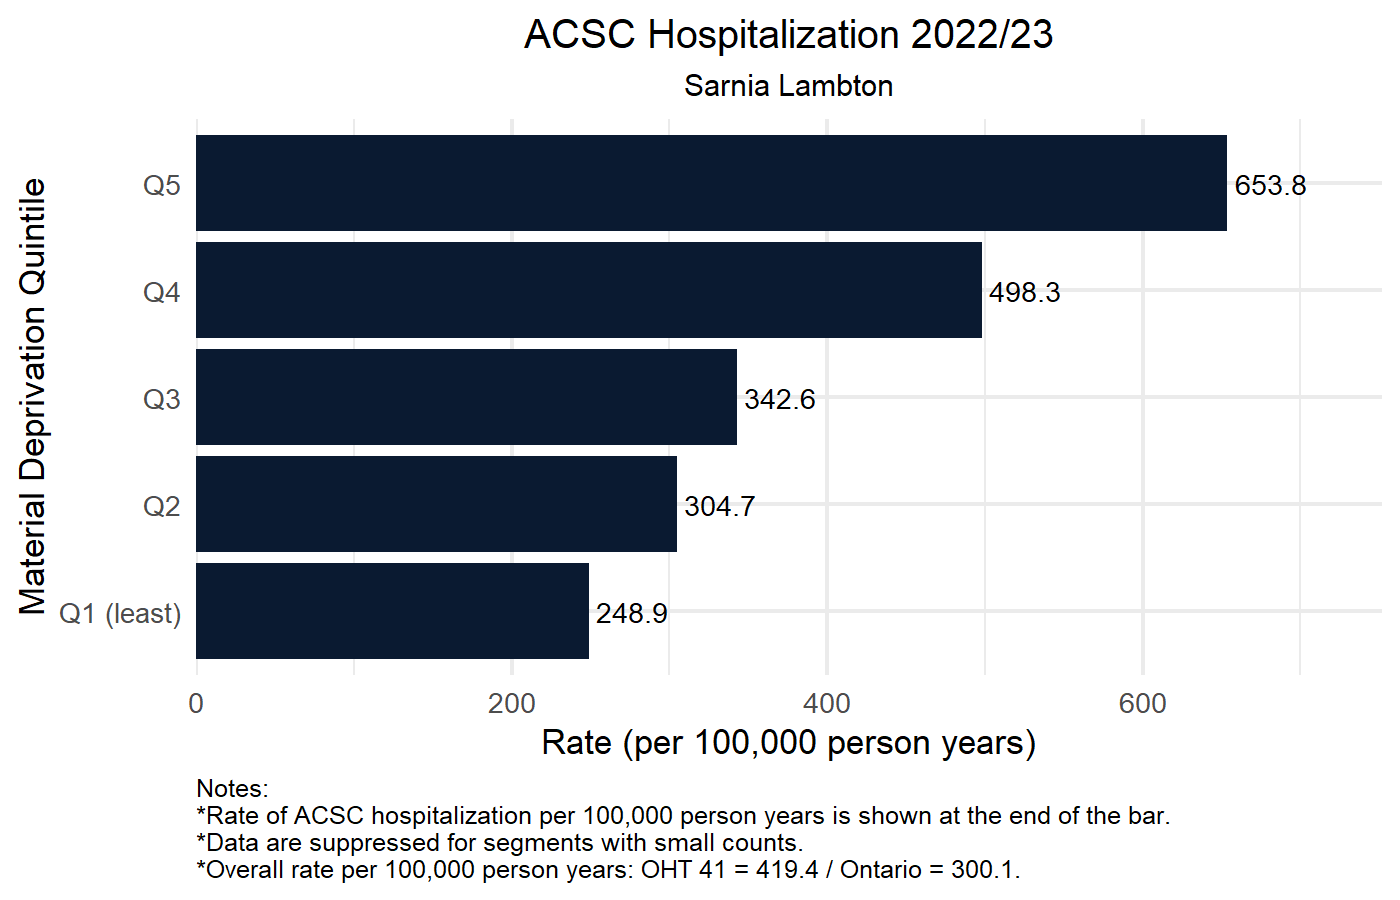 ACSC Hospitalization 2022/23
Sarnia Lambton
Material Deprivation Quintile
Q5
653.8
Q4
498.3
Q3
342.6
Q2
304.7
Q1 (least)
248.9
0 200 400 600
Rate (per 100,000 person years)
Notes:
*Rate of ACSC hospitalization per 100,000 person years is shown at the end of the bar.
*Data are suppressed for segments with small counts.
*Overall rate per 100,000 person years: OHT 41 = 419.4 / Ontario = 300.1.